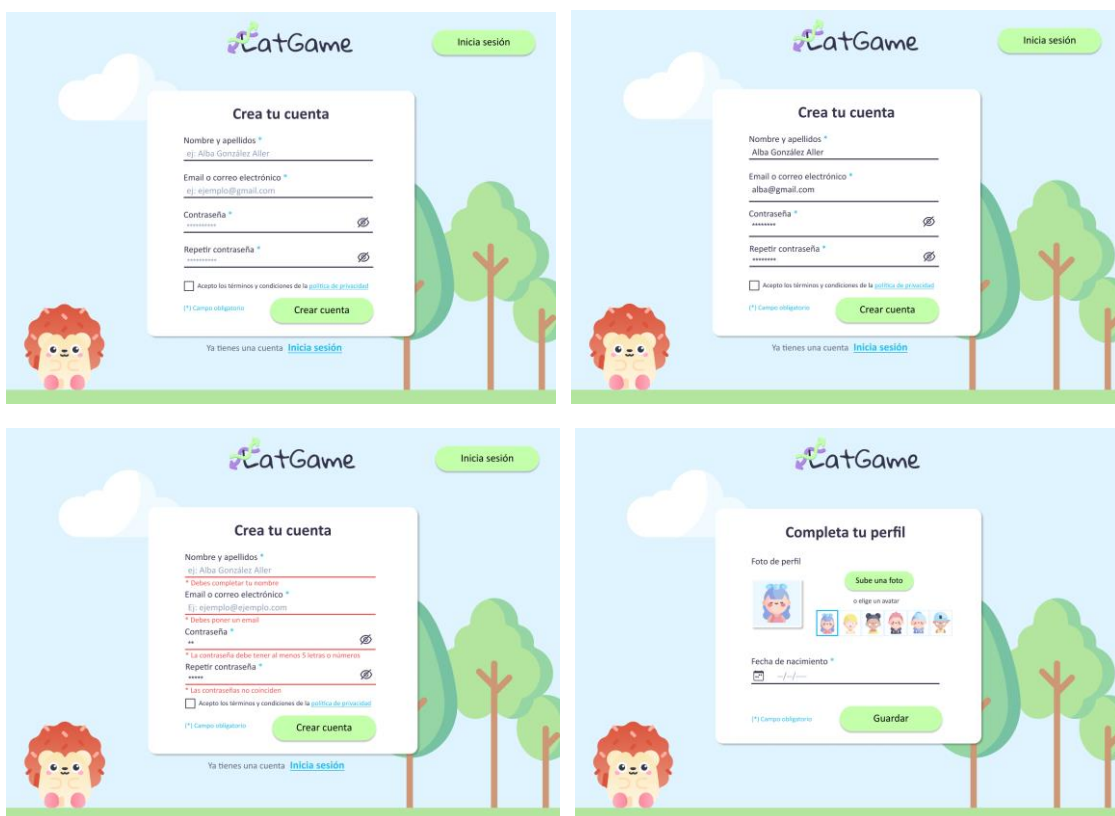 LatGame
Inicia sesión
Crea tu cuenta
Nombre y apellidos *
ej: Alba González Aller
Email o correo electrónico *
ej: ejemplo@gmail.com
Contraseña *
**********
Repetir contraseña *
**********
Acepto los términos y condiciones de la política de privacidad
(*) Campo obligatorio
Crear cuenta
Ya tienes una cuenta Inicia sesión
LatGame
Inicia sesión
Crea tu cuenta
Nombre y apellidos *
Alba González Aller
Email o correo electrónico *
alba@gmail.com
Contraseña *
********
Repetir contraseña *
********
Acepto los términos y condiciones de la política de privacidad
(*) Campo obligatorio
Crear cuenta
Ya tienes una cuenta Inicia sesión
LatGame
Inicia sesión
Crea tu cuenta
Nombre y apellidos *
ej: Alba González Aller
* Debes completar tu nombre
Email o correo electrónico *
Ej: ejemplo@ejemplo.com
* Debes poner un email
Contraseña *
**
* La contraseña debe tener al menos 5 letras o números
Repetir contraseña *
*****
* Las contraseñas no coinciden
Acepto los términos y condiciones de la política de privacidad
(*) Campo obligatorio
Crear cuenta
Ya tienes una cuenta Inicia sesión
LatGame
Completa tu perfil
Foto de perfil
Sube una foto
o elige un avatar
Fecha de nacimiento *
--/--/----
(*) Campo obligatorio
Guardar